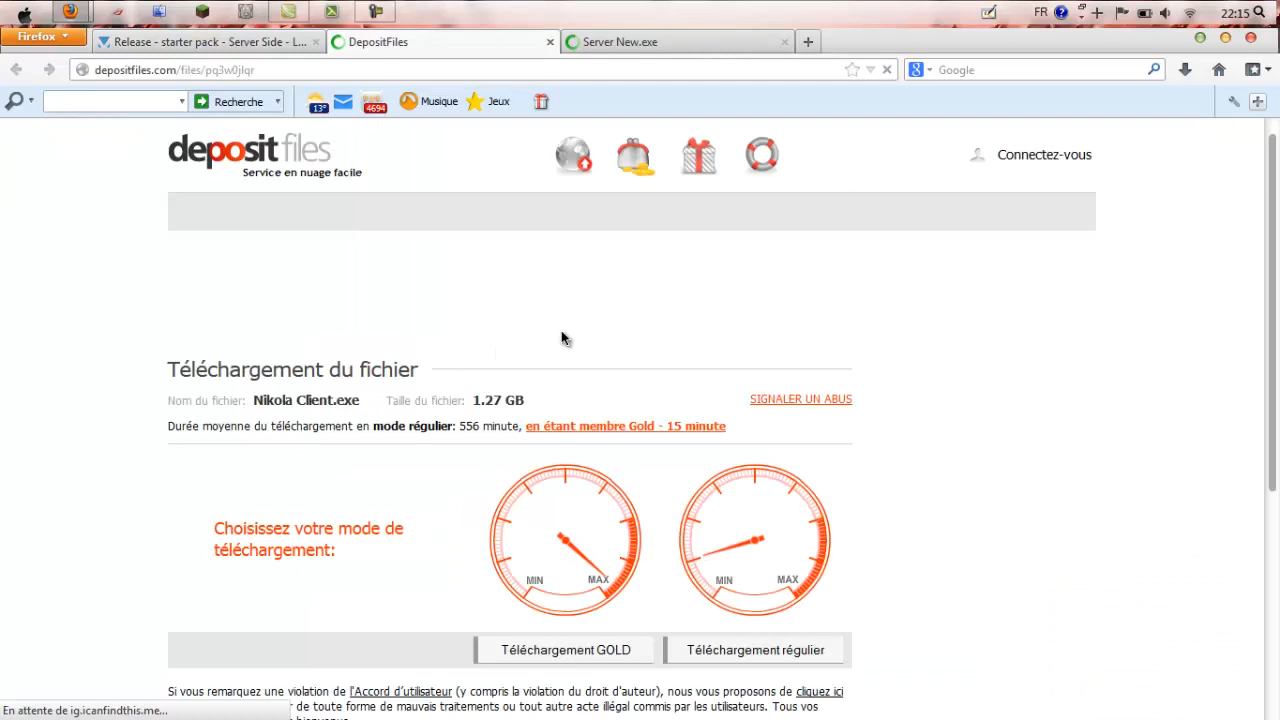 FR
22:15
Firefox
Release - starter pack - Server Side - L...
DepositFiles
Server New.exe
depositfiles.com/files/pq3w0jlqr
Google
Recherche
13°
4694
Musique
Jeux
depositfiles
Service en nuage facile
Connectez-vous
Téléchargement du fichier
Nom du fichier: Nikola Client.exe Taille du fichier: 1.27 GB
SIGNALER UN ABUS
Durée moyenne du téléchargement en mode régulier: 556 minute, en étant membre Gold - 15 minute
Choisissez votre mode de
téléchargement:
MIN MAX
MIN MAX
Téléchargement GOLD
Téléchargement régulier
Si vous remarquez une violation de l'Accord d'utilisateur (y compris la violation du droit d'auteur), nous vous proposons de cliquez ici
de toute forme de mauvais traitements ou tout autre acte illégal commis par les utilisateurs. Tous vos
En attente de ig.icanfindthis.me...